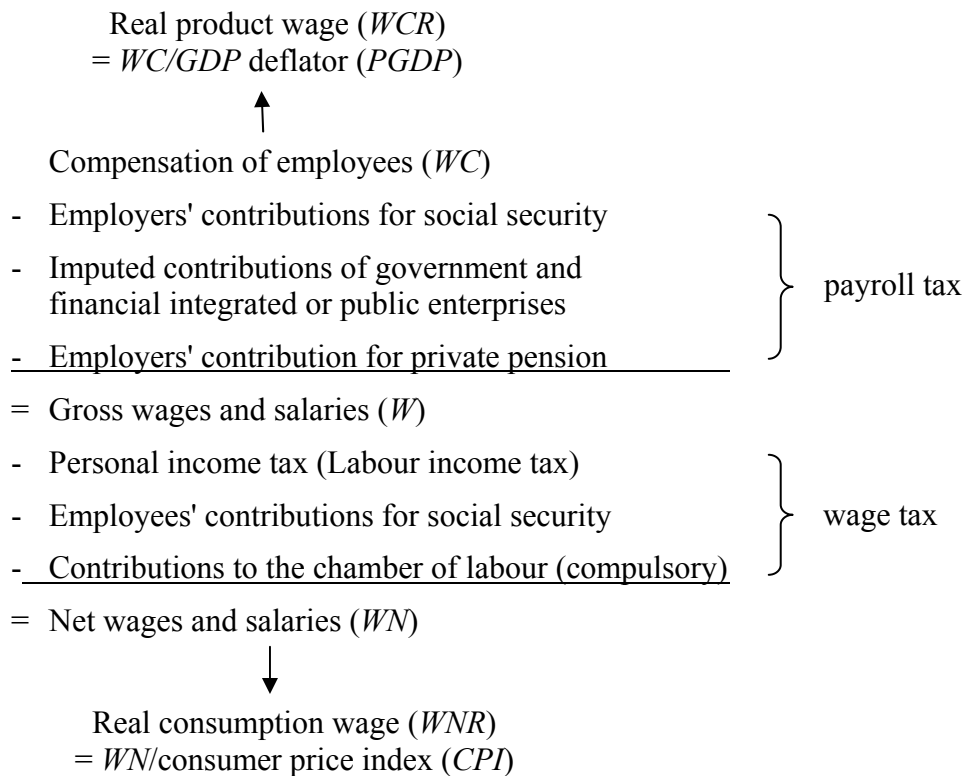 Real product wage (WCR)
= WC/GDP deflator (PGDP)
Compensation of employees (WC)
- Employers' contributions for social security
- Imputed contributions of government and
financial integrated or public enterprises
payroll tax
- Employers' contribution for private pension
= Gross wages and salaries (W)
- Personal income tax (Labour income tax)
- Employees' contributions for social security
wage tax
- Contributions to the chamber of labour (compulsory)
= Net wages and salaries (WN)
Real consumption wage (WNR)
= WN/consumer price index (CPI)